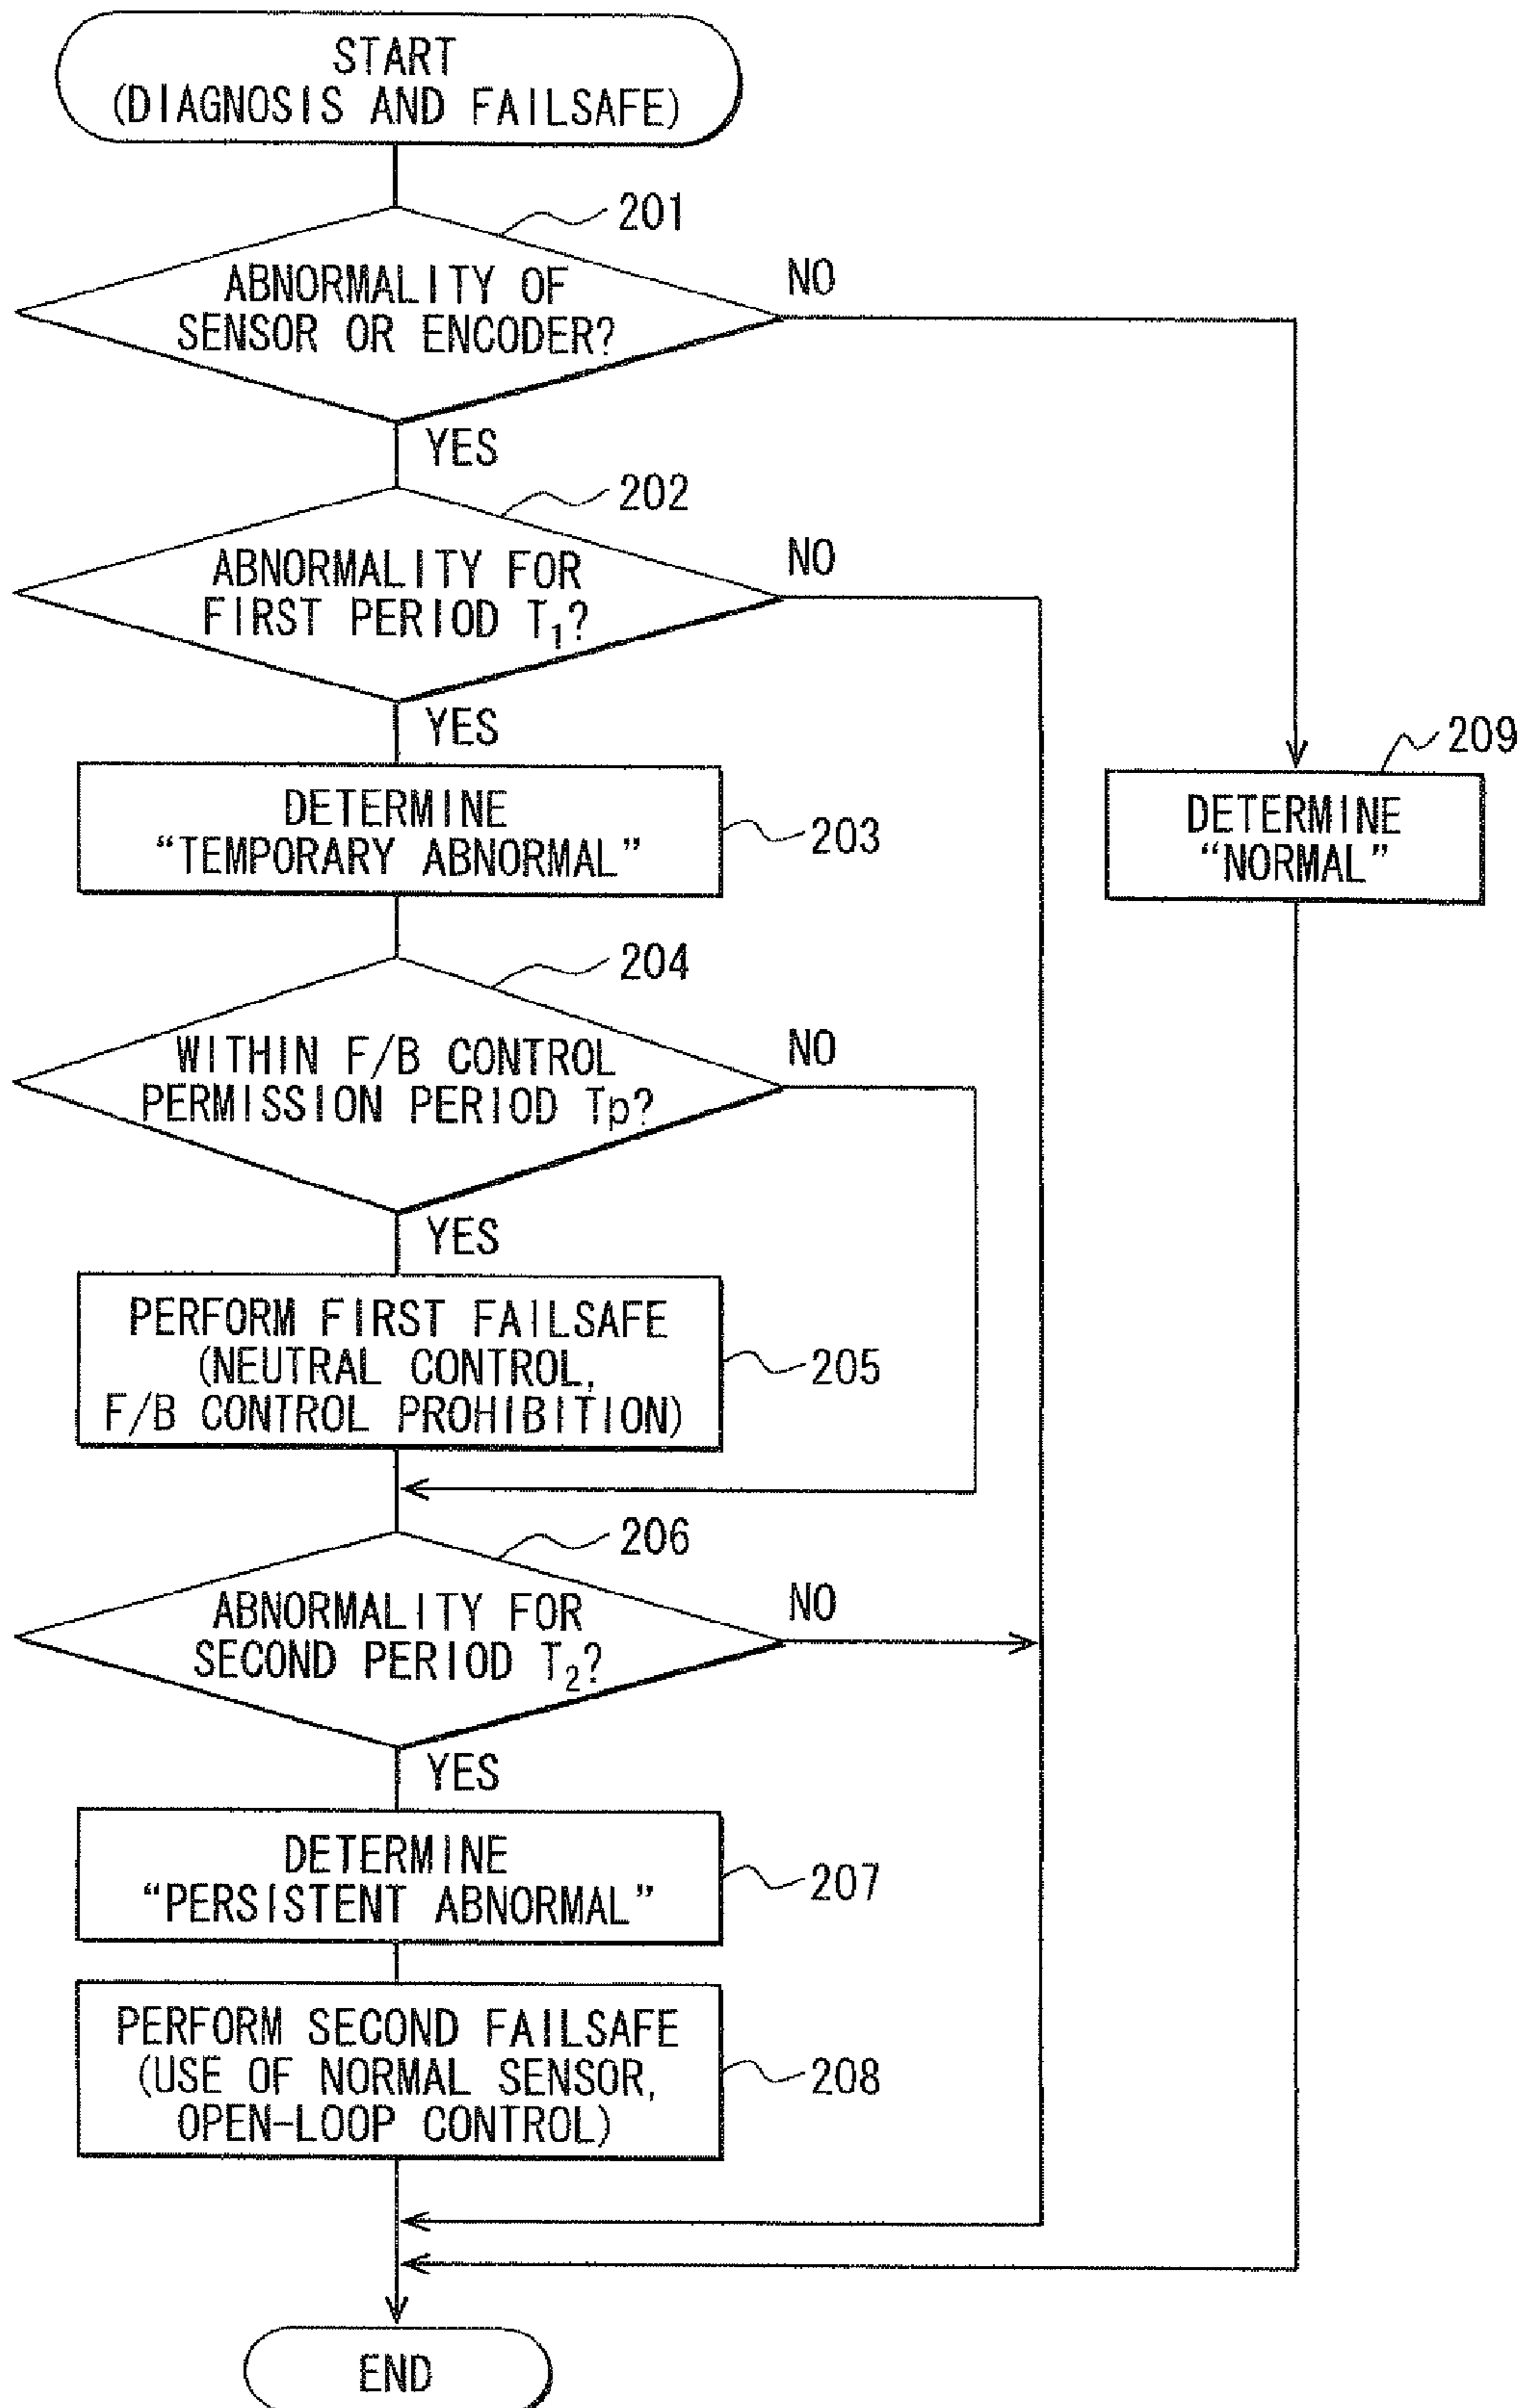 START
(DIAGNOSIS AND FAILSAFE)
201
ABNORMALITY OF
SENSOR OR ENCODER?
NO
YES
202
ABNORMALITY FOR
FIRST PERIOD T₁?
NO
YES
DETERMINE
“TEMPORARY ABNORMAL”
203
209
DETERMINE
“NORMAL”
204
WITHIN F/B CONTROL
PERMISSION PERIOD Tp?
NO
YES
PERFORM FIRST FAILSAFE
(NEUTRAL CONTROL,
F/B CONTROL PROHIBITION)
205
206
ABNORMALITY FOR
SECOND PERIOD T₂?
NO
YES
DETERMINE
“PERSISTENT ABNORMAL”
207
PERFORM SECOND FAILSAFE
(USE OF NORMAL SENSOR,
OPEN-LOOP CONTROL)
208
END